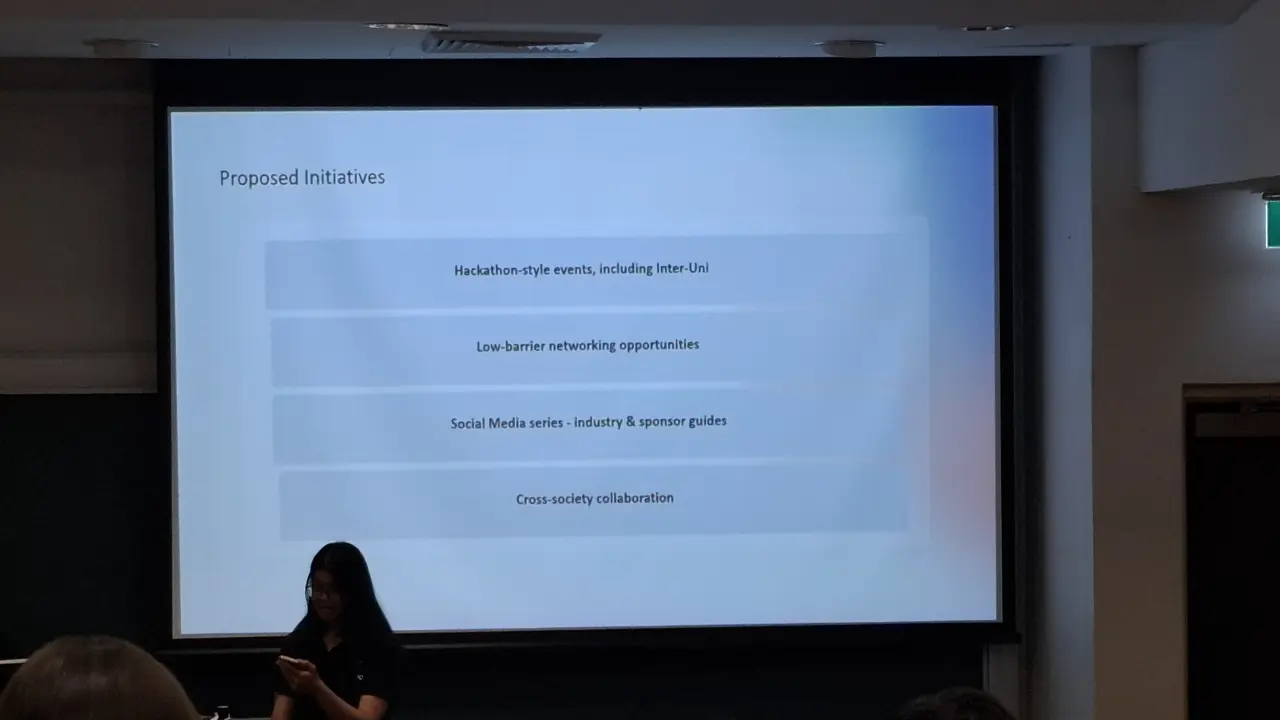 Proposed Initiatives
Hackathon-style events, including Inter-Uni
Low-barrier networking opportunities
Social Media series - industry & sponsor guides
Cross-society collaboration